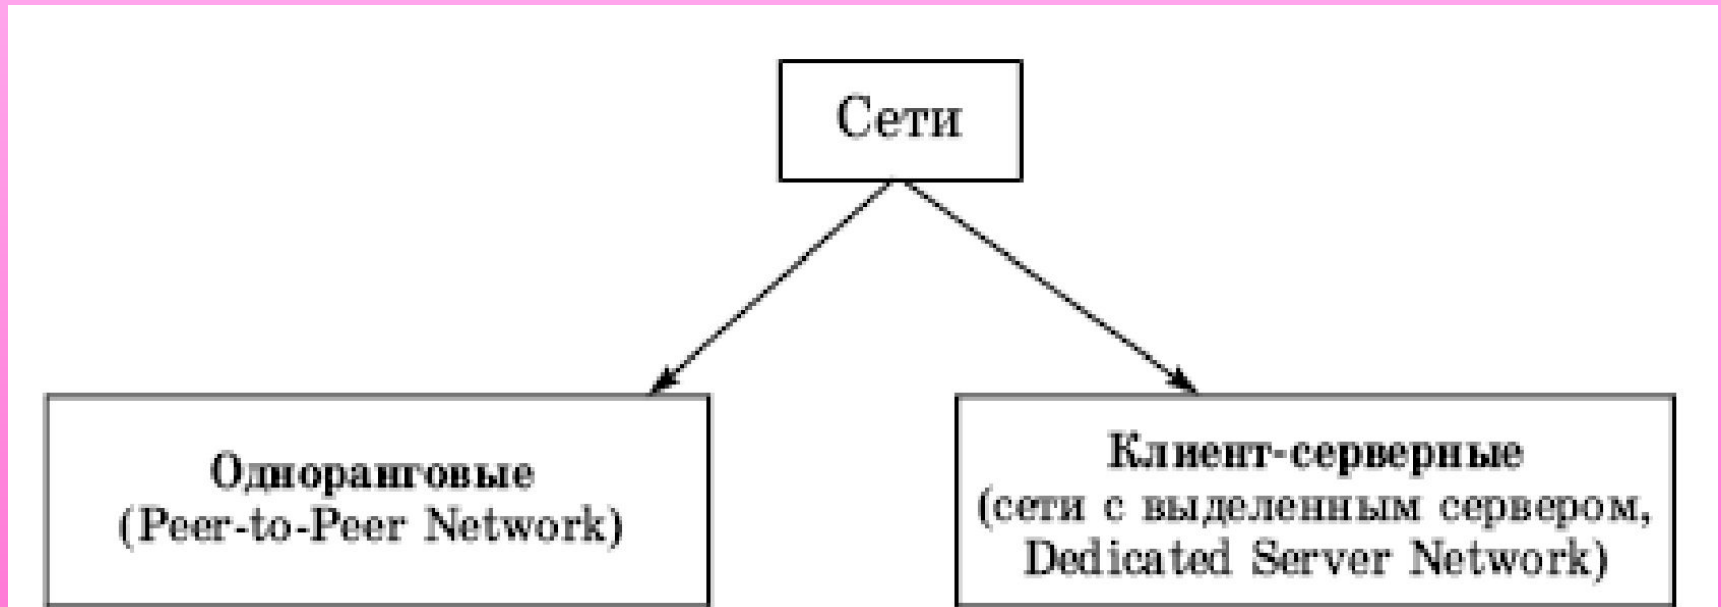 Сети
Одноранговые
(Peer-to-Peer Network)
Клиент-серверные
(сети с выделенным сервером,
Dedicated Server Network)